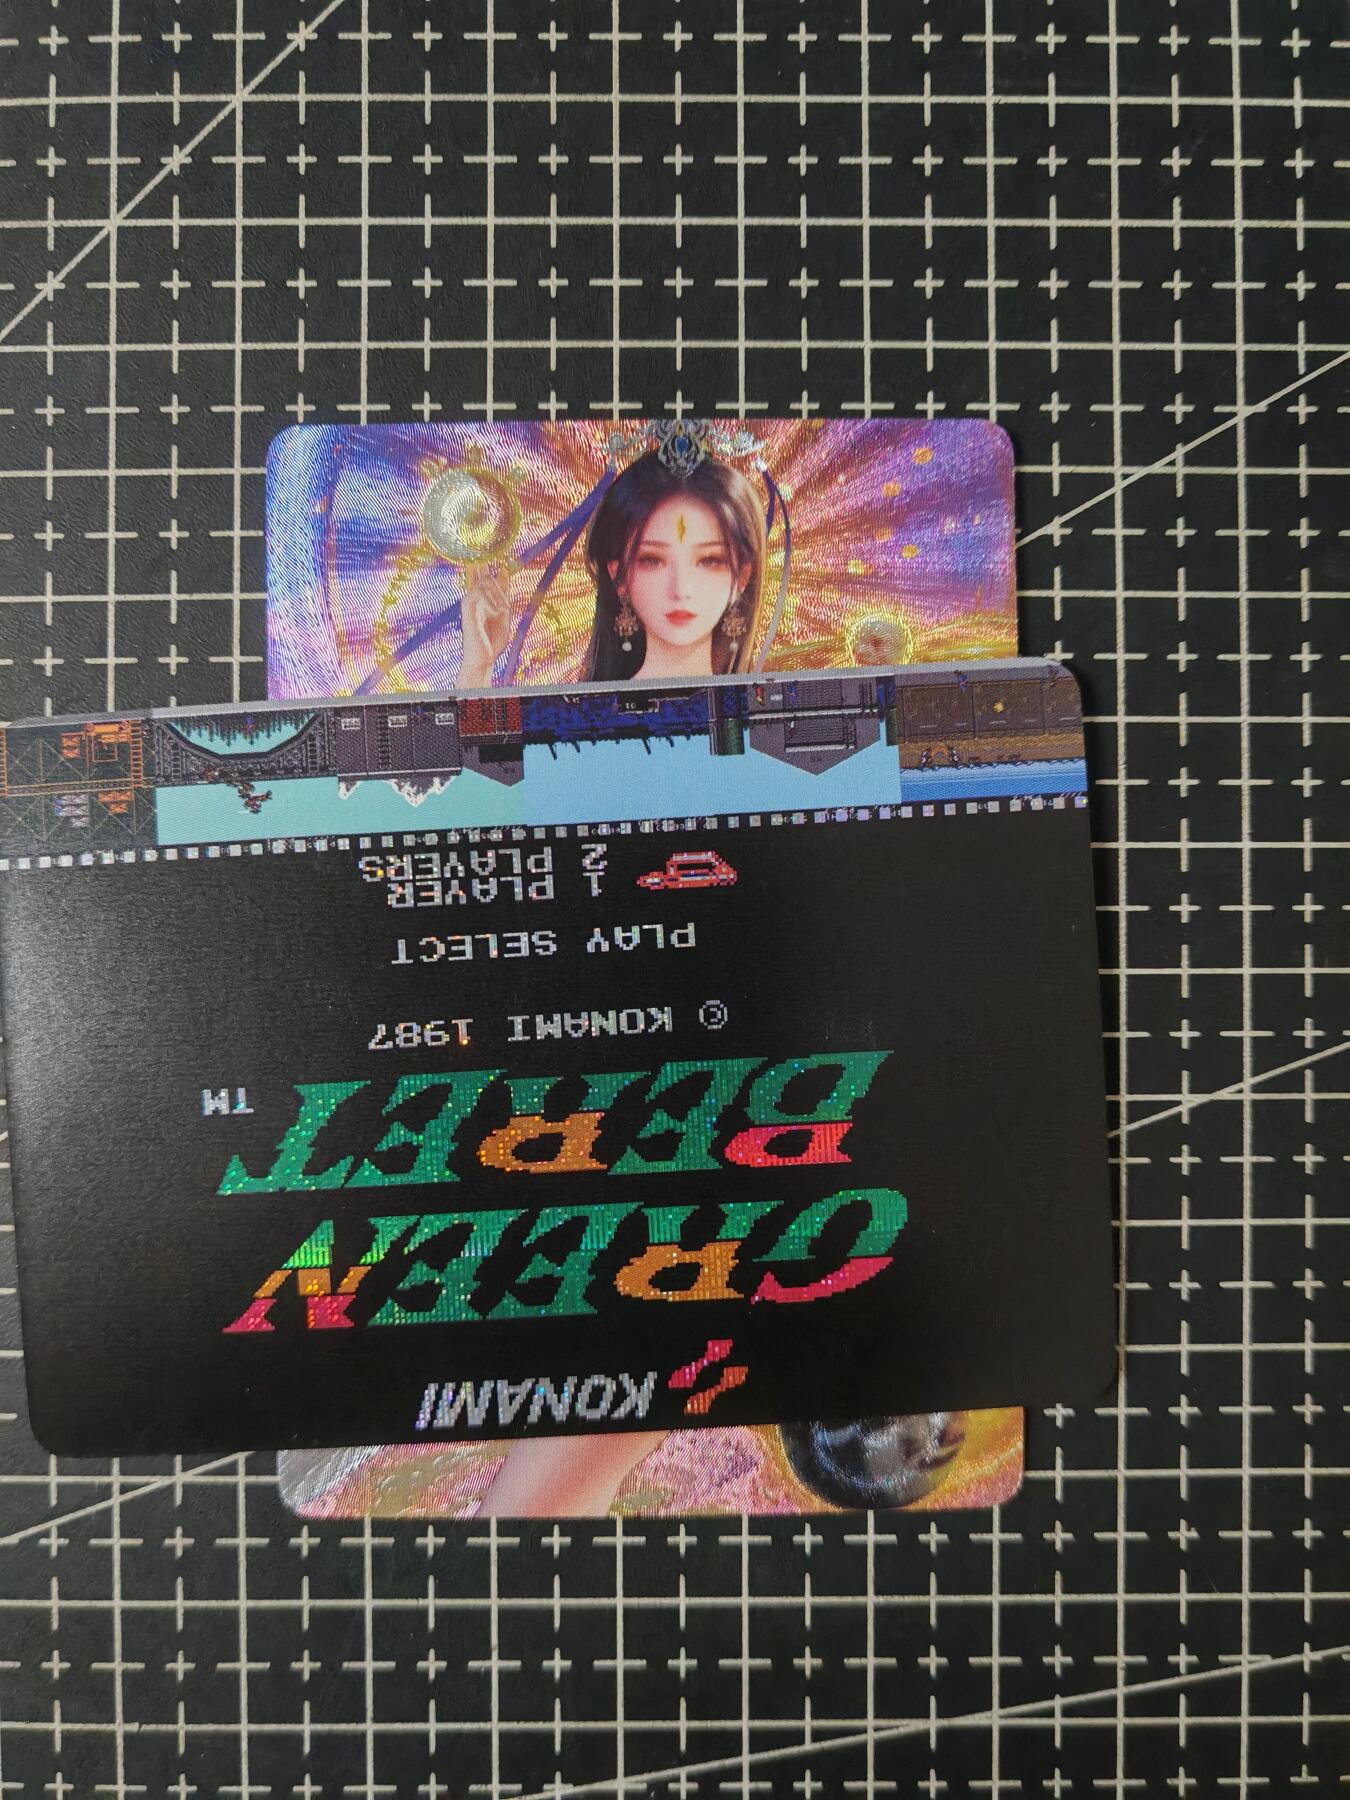 KONAMI
GREEN
BERET
TM
© KONAMI 1987
PLAY SELECT
1 PLAYER
2 PLAYERS